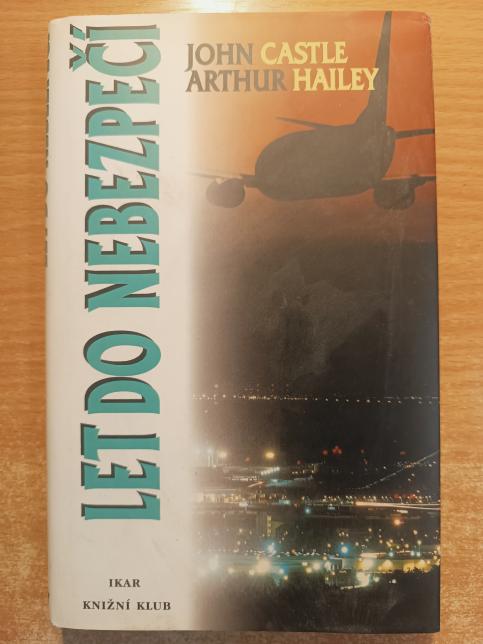 JOHN CASTLE
ARTHUR HAILEY
LET DO NEBEZPEČÍ
IKAR
KNIŽNÍ KLUB